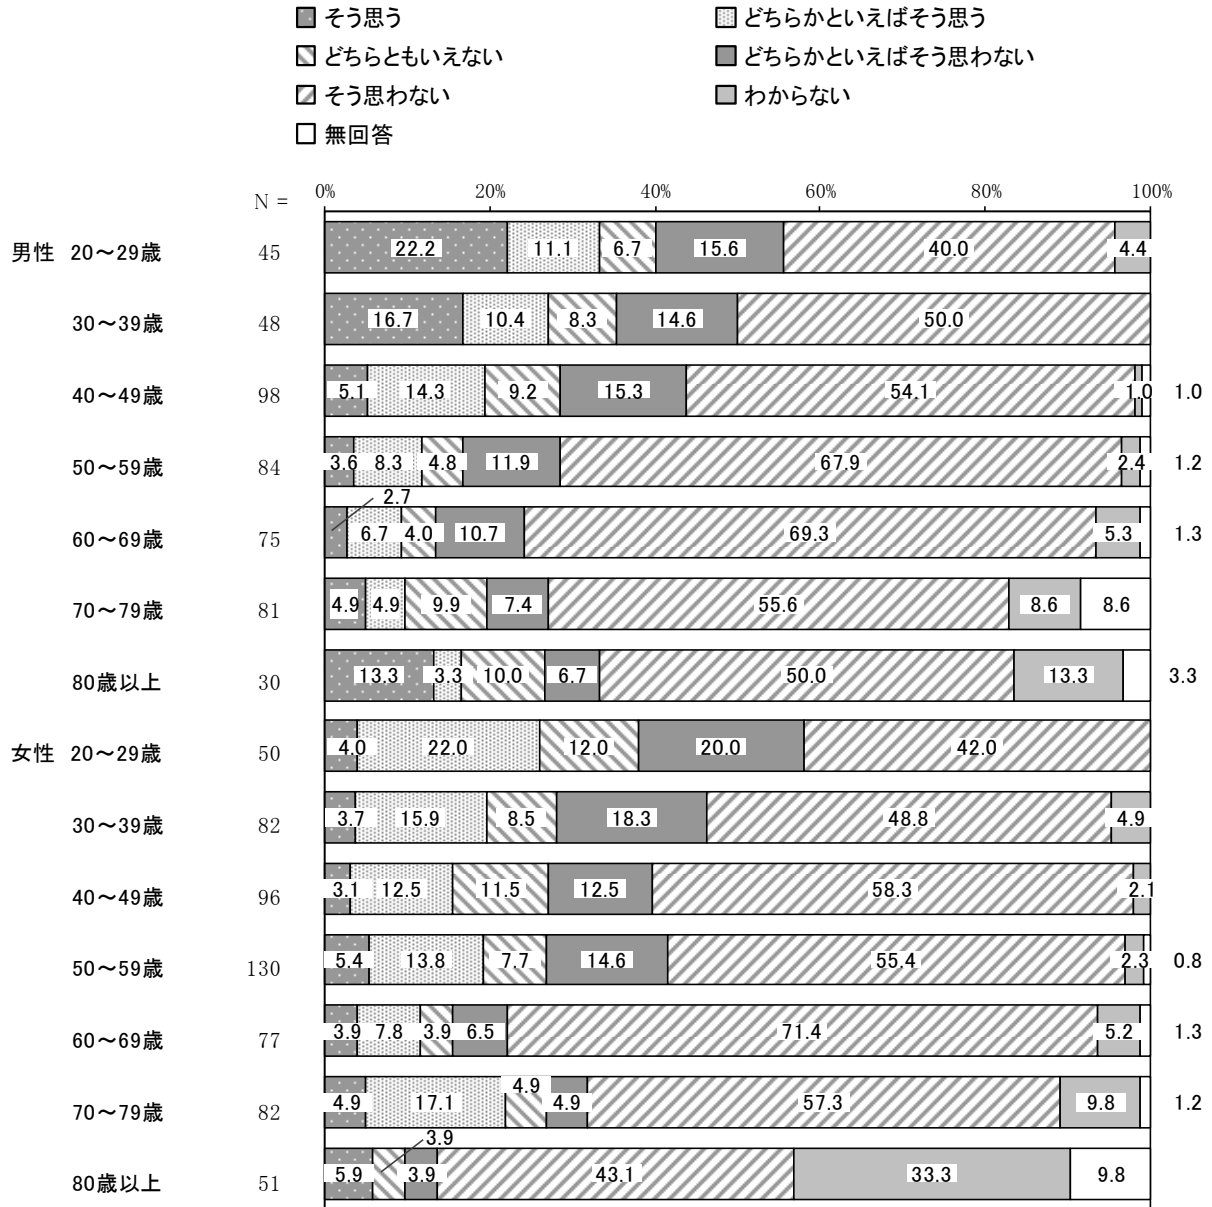 そう思う どちらかといえばそう思う
どちらともいえない どちらかといえばそう思わない
そう思わない わからない
無回答
N = 0% 20% 40% 60% 80% 100%
男性 20～29歳 45 22.2 11.1 6.7 15.6 40.0 4.4
30～39歳 48 16.7 10.4 8.3 14.6 50.0
40～49歳 98 5.1 14.3 9.2 15.3 54.1 1.0 1.0
50～59歳 84 3.6 8.3 4.8 11.9 67.9 2.4 1.2
60～69歳 75 2.7 6.7 4.0 10.7 69.3 5.3 1.3
70～79歳 81 4.9 4.9 9.9 7.4 55.6 8.6 8.6
80歳以上 30 13.3 3.3 10.0 6.7 50.0 13.3 3.3
女性 20～29歳 50 4.0 22.0 12.0 20.0 42.0
30～39歳 82 3.7 15.9 8.5 18.3 48.8 4.9
40～49歳 96 3.1 12.5 11.5 12.5 58.3 2.1
50～59歳 130 5.4 13.8 7.7 14.6 55.4 2.3 0.8
60～69歳 77 3.9 7.8 3.9 6.5 71.4 5.2 1.3
70～79歳 82 4.9 17.1 4.9 4.9 57.3 9.8 1.2
80歳以上 51 5.9 3.9 3.9 43.1 33.3 9.8